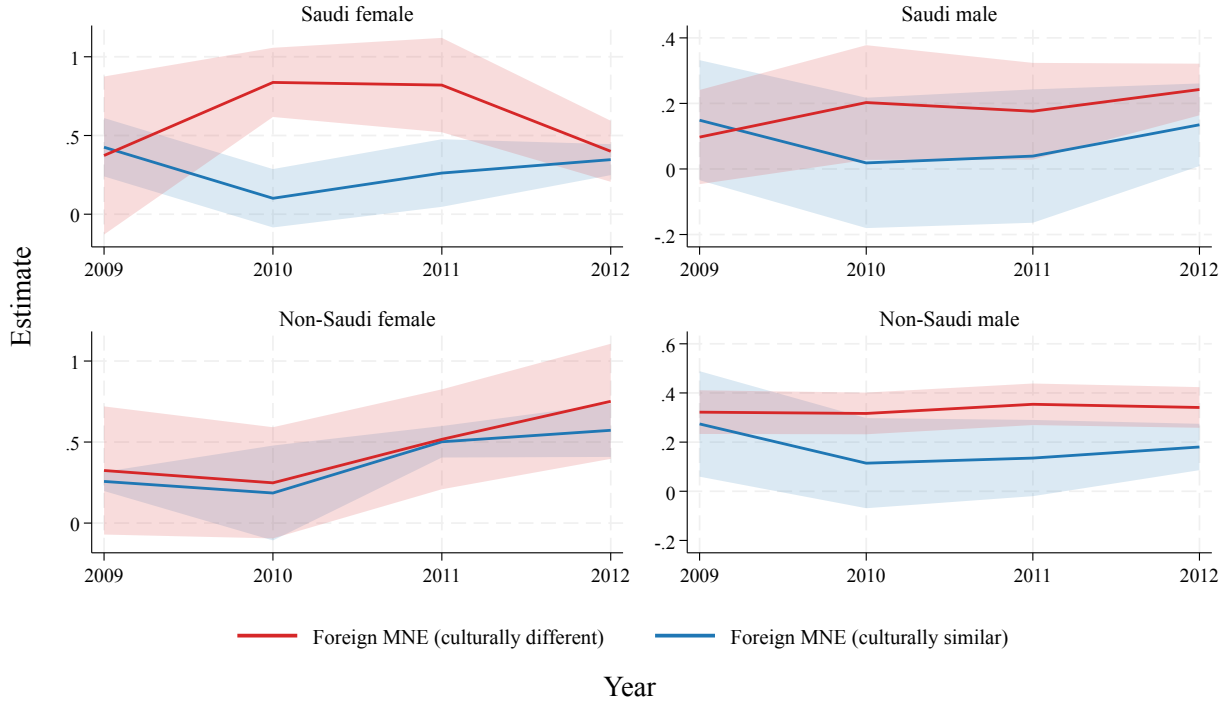 Saudi female
Saudi male
1
.5
0
.4
.2
0
-.2
2009 2010 2011 2012
2009 2010 2011 2012
Estimate
Non-Saudi female
Non-Saudi male
1
.5
0
.6
.4
.2
0
-.2
2009 2010 2011 2012
2009 2010 2011 2012
Foreign MNE (culturally different)
Foreign MNE (culturally similar)
Year